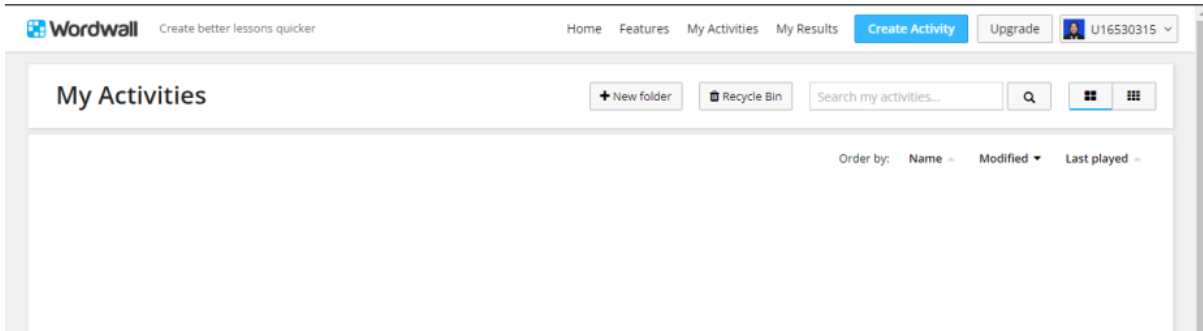 Wordwall Create better lessons quicker Home Features My Activities My Results Create Activity Upgrade U16530315
My Activities New folder Recycle Bin Search my activities...
Order by: Name Modified Last played